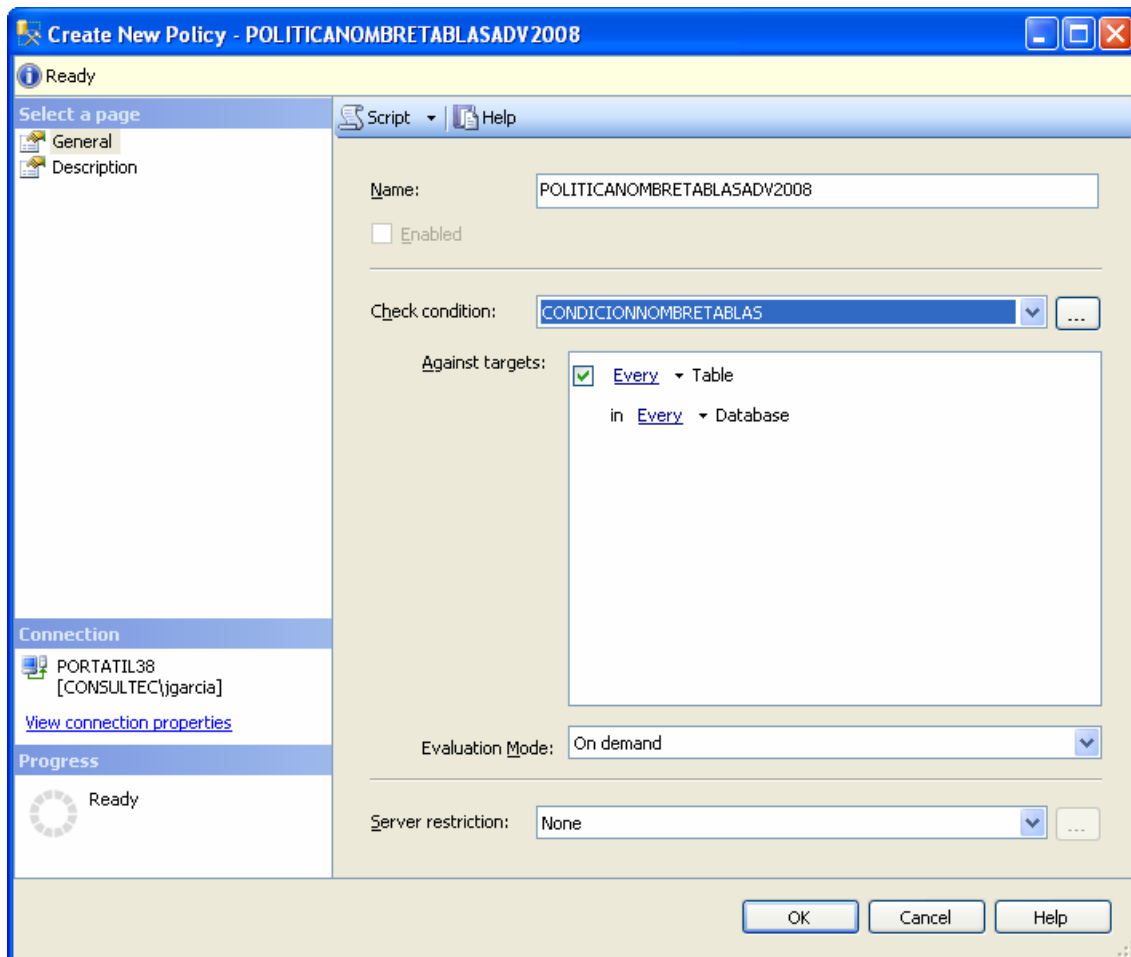 Create New Policy - POLITICANOMBRETABLASADV2008
Ready
Select a page
General
Description
Script Help
Name: POLITICANOMBRETABLASADV2008
Enabled
Check condition: CONDICIONNOMBRETABLAS ...
Against targets:
Every Table
in Every Database
Evaluation Mode: On demand
Server restriction: None ...
Connection
PORTATIL38
[CONSULTEC\jgarcia]
View connection properties
Progress
Ready
OK Cancel Help